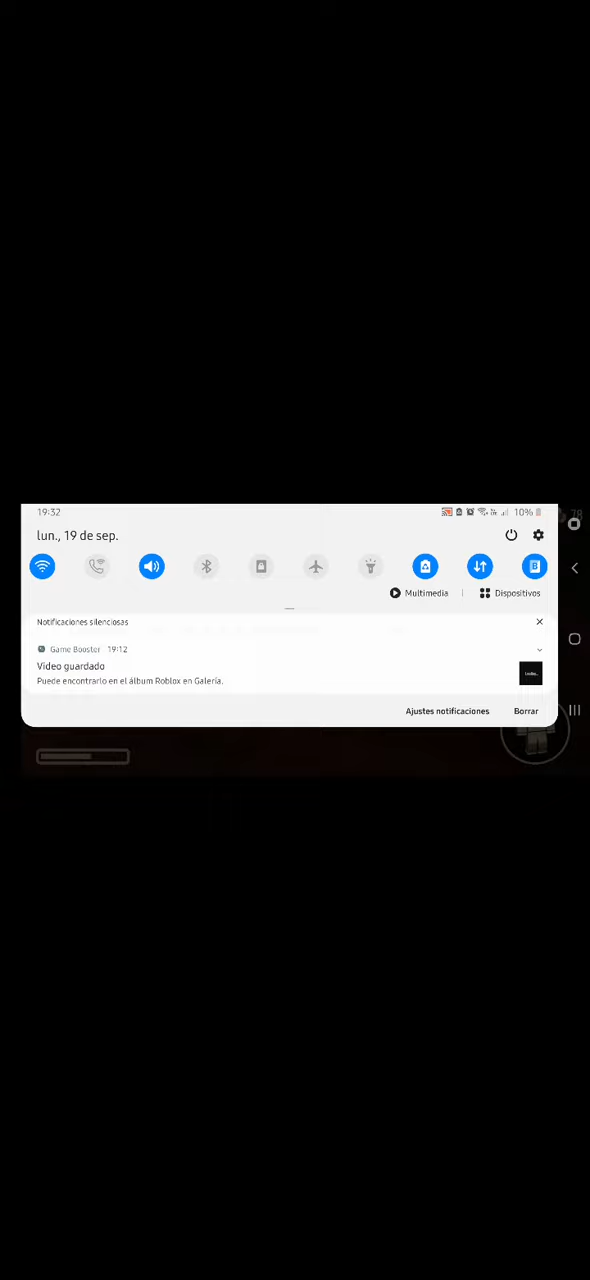 19:32 10% 78
lun., 19 de sep.
B
Multimedia | Dispositivos
Notificaciones silenciosas
Game Booster 19:12
Video guardado
Puede encontrarlo en el álbum Roblox en Galería.
Ajustes notificaciones Borrar